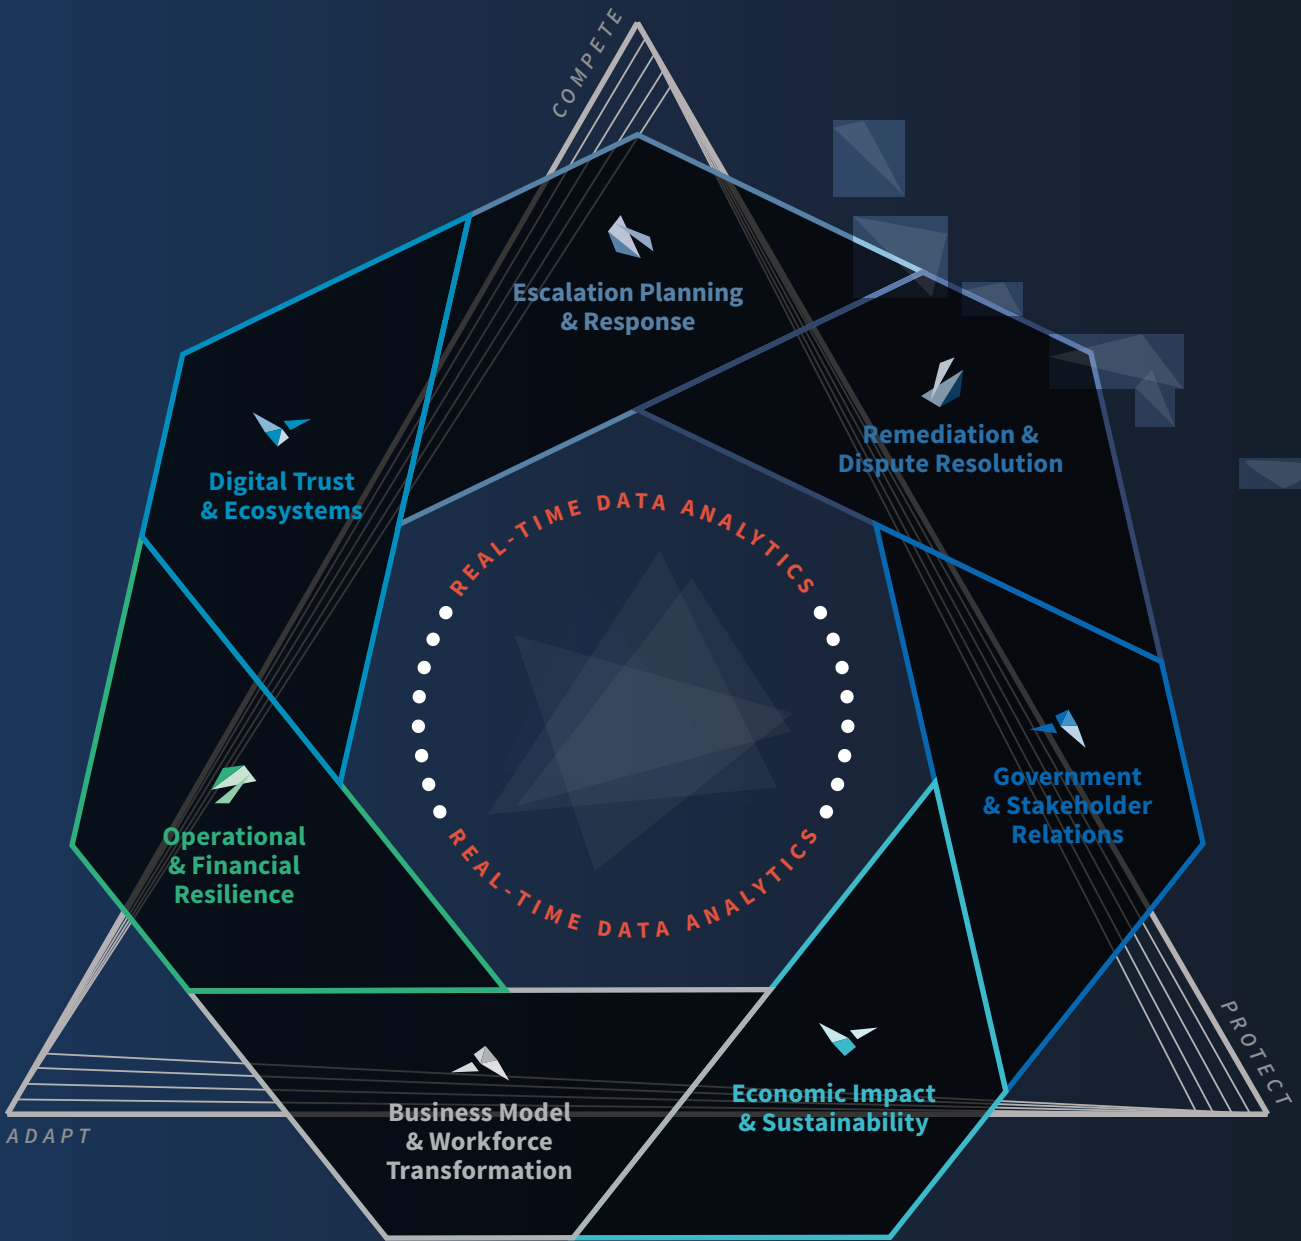 COMPETE
Escalation Planning
& Response
Remediation &
Dispute Resolution
Digital Trust
& Ecosystems
REAL-TIME DATA ANALYTICS
Government
& Stakeholder
Relations
Operational
& Financial
Resilience
REAL-TIME DATA ANALYTICS
PROTECT
Economic Impact
& Sustainability
Business Model
& Workforce
Transformation
ADAPT